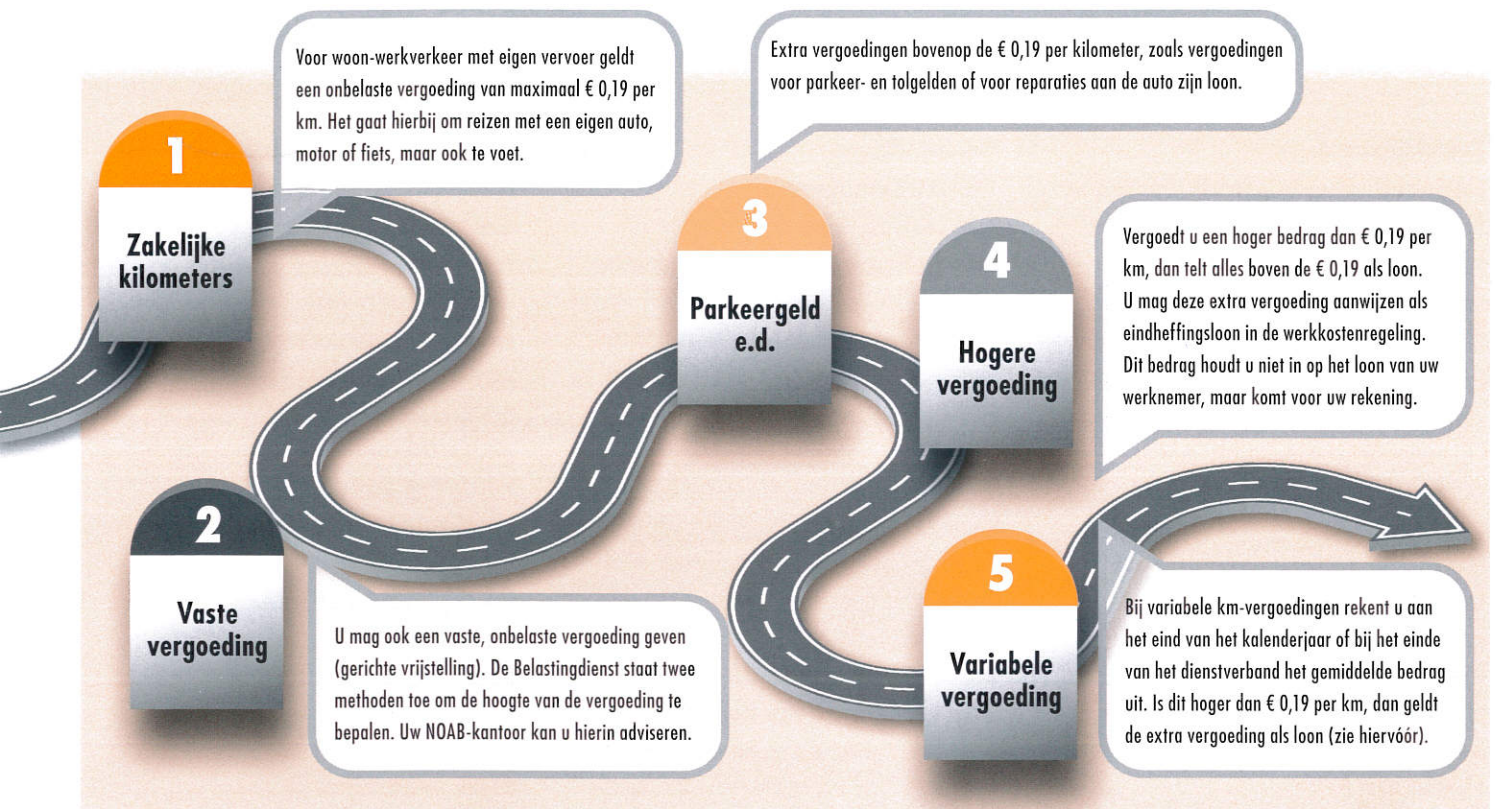 1
Zakelijke
kilometers
Voor woon-werkverkeer met eigen vervoer geldt
een onbelaste vergoeding van maximaal € 0,19 per
km. Het gaat hierbij om reizen met een eigen auto,
motor of fiets, maar ook te voet.
2
Vaste
vergoeding
U mag ook een vaste, onbelaste vergoeding geven
(gerichte vrijstelling). De Belastingdienst staat twee
methoden toe om de hoogte van de vergoeding te
bepalen. Uw NOAB-kantoor kan u hierin adviseren.
3
Parkeergeld
e.d.
Extra vergoedingen bovenop de € 0,19 per kilometer, zoals vergoedingen
voor parkeer- en tolgelden of voor reparaties aan de auto zijn loon.
4
Hogere
vergoeding
Vergoedt u een hoger bedrag dan € 0,19 per
km, dan telt alles boven de € 0,19 als loon.
U mag deze extra vergoeding aanwijzen als
eindheffingsloon in de werkkostenregeling.
Dit bedrag houdt u niet in op het loon van uw
werknemer, maar komt voor uw rekening.
5
Variabele
vergoeding
Bij variabele km-vergoedingen rekent u aan
het eind van het kalenderjaar of bij het einde
van het dienstverband het gemiddelde bedrag
uit. Is dit hoger dan € 0,19 per km, dan geldt
de extra vergoeding als loon (zie hiervóór).